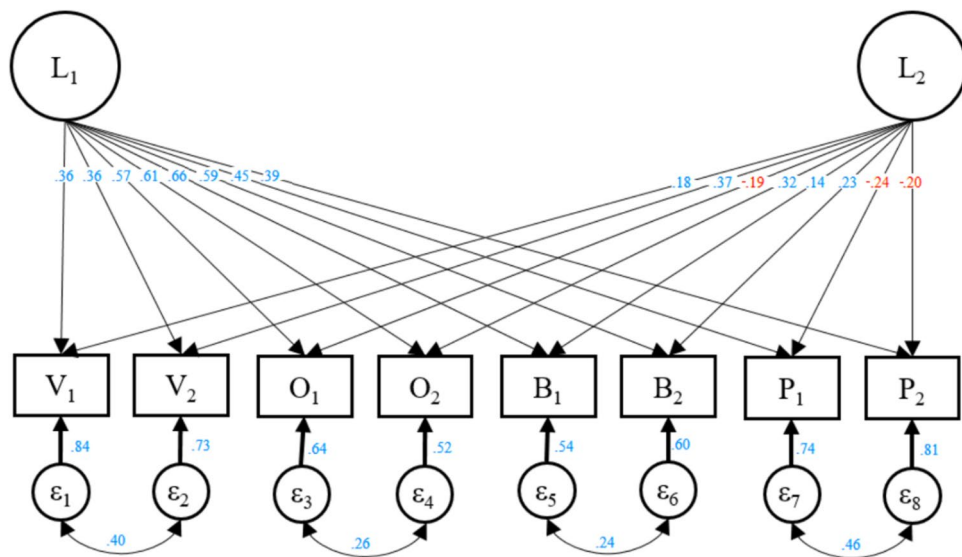 L₁ L₂
.36 .36 .57 .61 .66 .59 .45 .39 .18 .37 -.19 .32 .14 .23 -.24 -.20
V₁ V₂ O₁ O₂ B₁ B₂ P₁ P₂
.84 .73 .64 .52 .54 .60 .74 .81
ε₁ ε₂ ε₃ ε₄ ε₅ ε₆ ε₇ ε₈
.40 .26 .24 .46